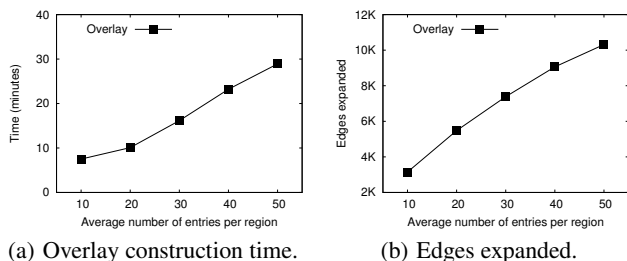 Overlay
40
30
20
10
0
Time (minutes)
10 20 30 40 50
Average number of entries per region
(a) Overlay construction time.
Overlay
12K
10K
8K
6K
4K
2K
Edges expanded
10 20 30 40 50
Average number of entries per region
(b) Edges expanded.